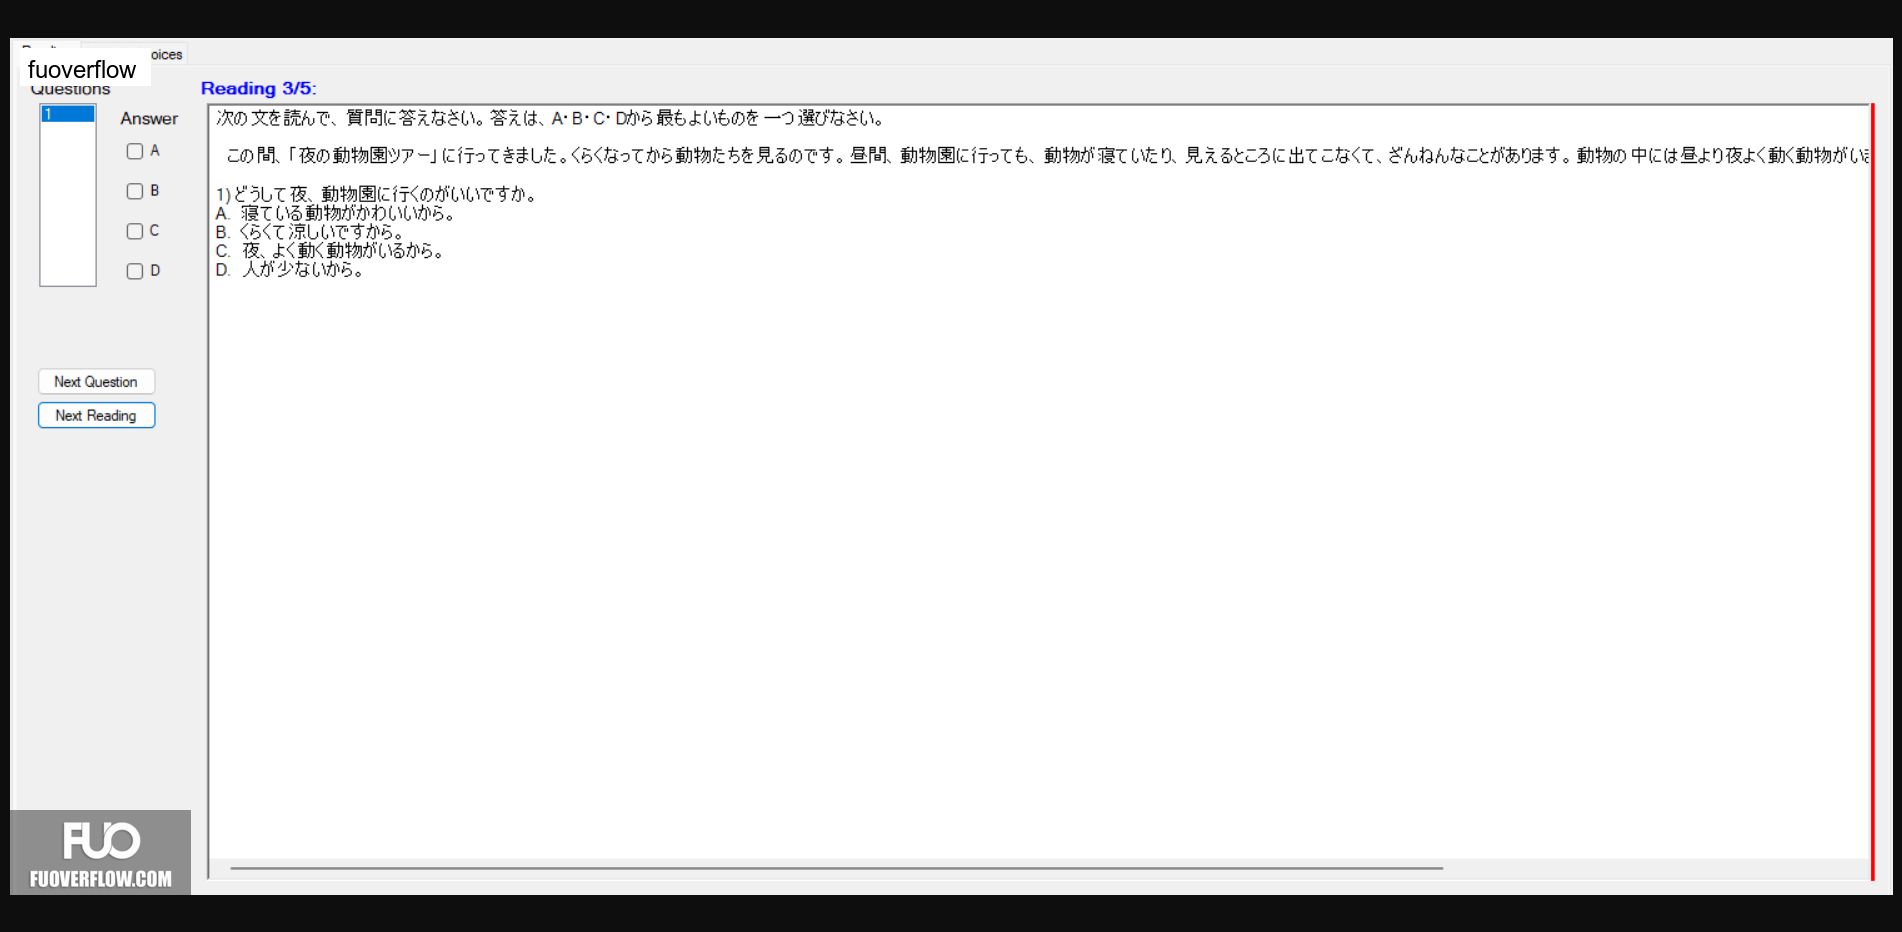 oices
fuoverflow
Questions
Reading 3/5:
1
Answer
A
B
C
D
次の文を読んで、質問に答えなさい。答えは、A・B・C・Dから最もよいものを一つ選びなさい。
この間、「夜の動物園ツアー」に行ってきました。くらくなってから動物たちを見るのです。昼間、動物園に行っても、動物が寝ていたり、見えるところに出てこなくて、ざんねんなことがあります。動物の中には昼より夜よく動く動物がいま
1)どうして夜、動物園に行くのがいいですか。
A. 寝ている動物がかわいいから。
B. くらくて涼しいですから。
C. 夜、よく動く動物がいるから。
D. 人が少ないから。
Next Question
Next Reading
FUO
FUOVERFLOW.COM